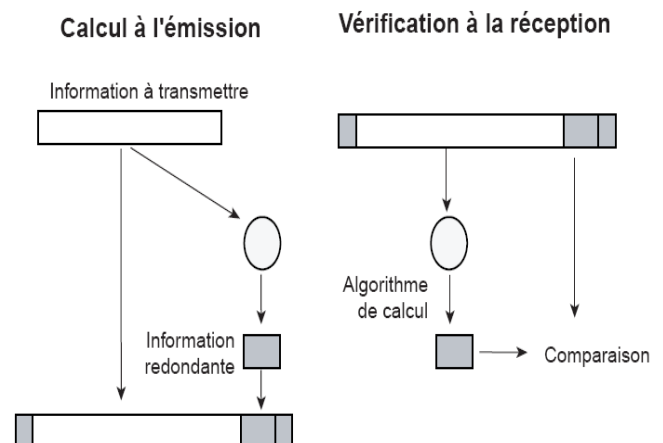 Calcul à l'émission
Vérification à la réception
Information à transmettre
Algorithme
de calcul
Information
redondante
Comparaison